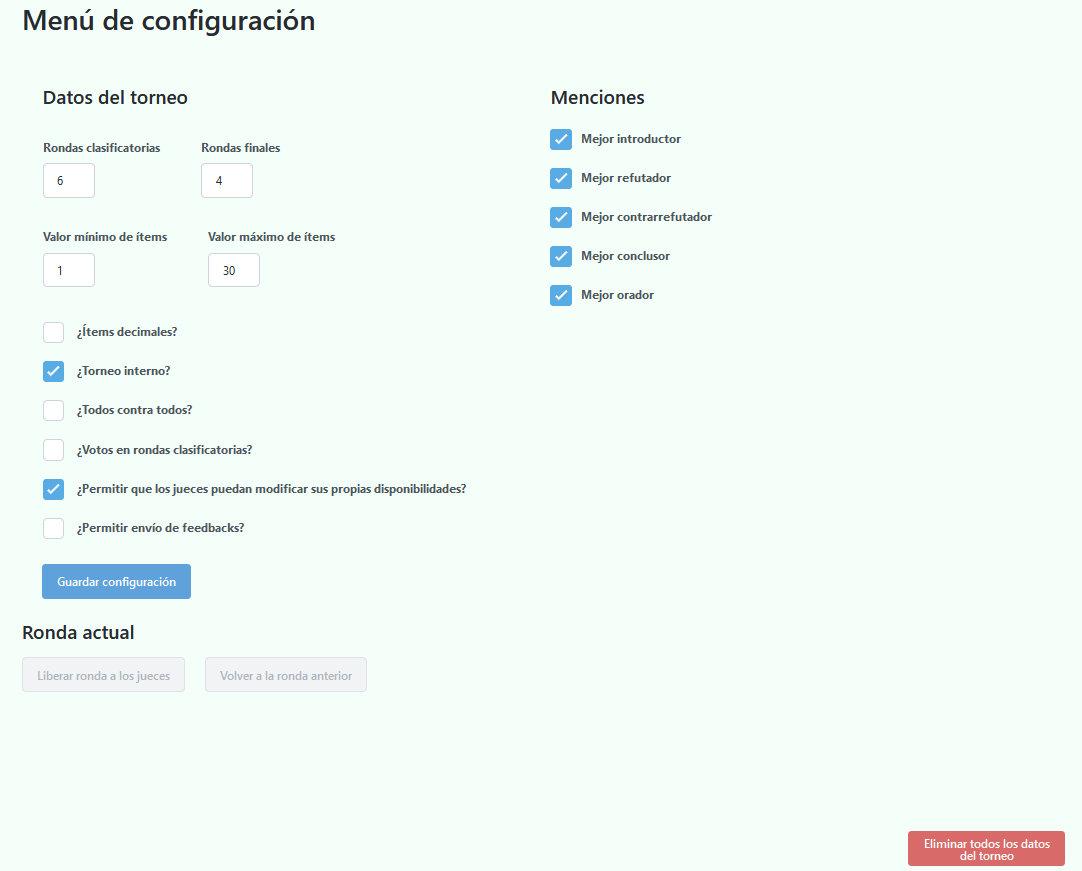 Menú de configuración
Datos del torneo
Rondas clasificatorias
Rondas finales
6
4
Valor mínimo de ítems
Valor máximo de ítems
1
30
¿Ítems decimales?
¿Torneo interno?
¿Todos contra todos?
¿Votos en rondas clasificatorias?
¿Permitir que los jueces puedan modificar sus propias disponibilidades?
¿Permitir envío de feedbacks?
Guardar configuración
Menciones
Mejor introductor
Mejor refutador
Mejor contrarrefutador
Mejor conclusor
Mejor orador
Ronda actual
Liberar ronda a los jueces
Volver a la ronda anterior
Eliminar todos los datos
del torneo